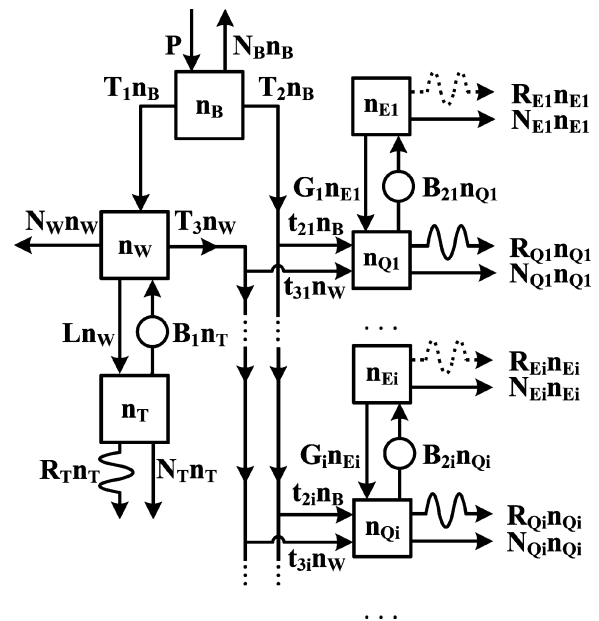 P
N_B n_B
T_1 n_B
n_B
T_2 n_B
n_E1
R_E1 n_E1
N_E1 n_E1
G_1 n_E1
B_21 n_Q1
N_W n_W
n_W
T_3 n_W
t_21 n_B
n_Q1
R_Q1 n_Q1
N_Q1 n_Q1
t_31 n_W
Ln_W
B_1 n_T
. . .
n_Ei
R_Ei n_Ei
N_Ei n_Ei
n_T
G_i n_Ei
B_2i n_Qi
R_T n_T
N_T n_T
t_2i n_B
n_Qi
R_Qi n_Qi
N_Qi n_Qi
t_3i n_W
. . .